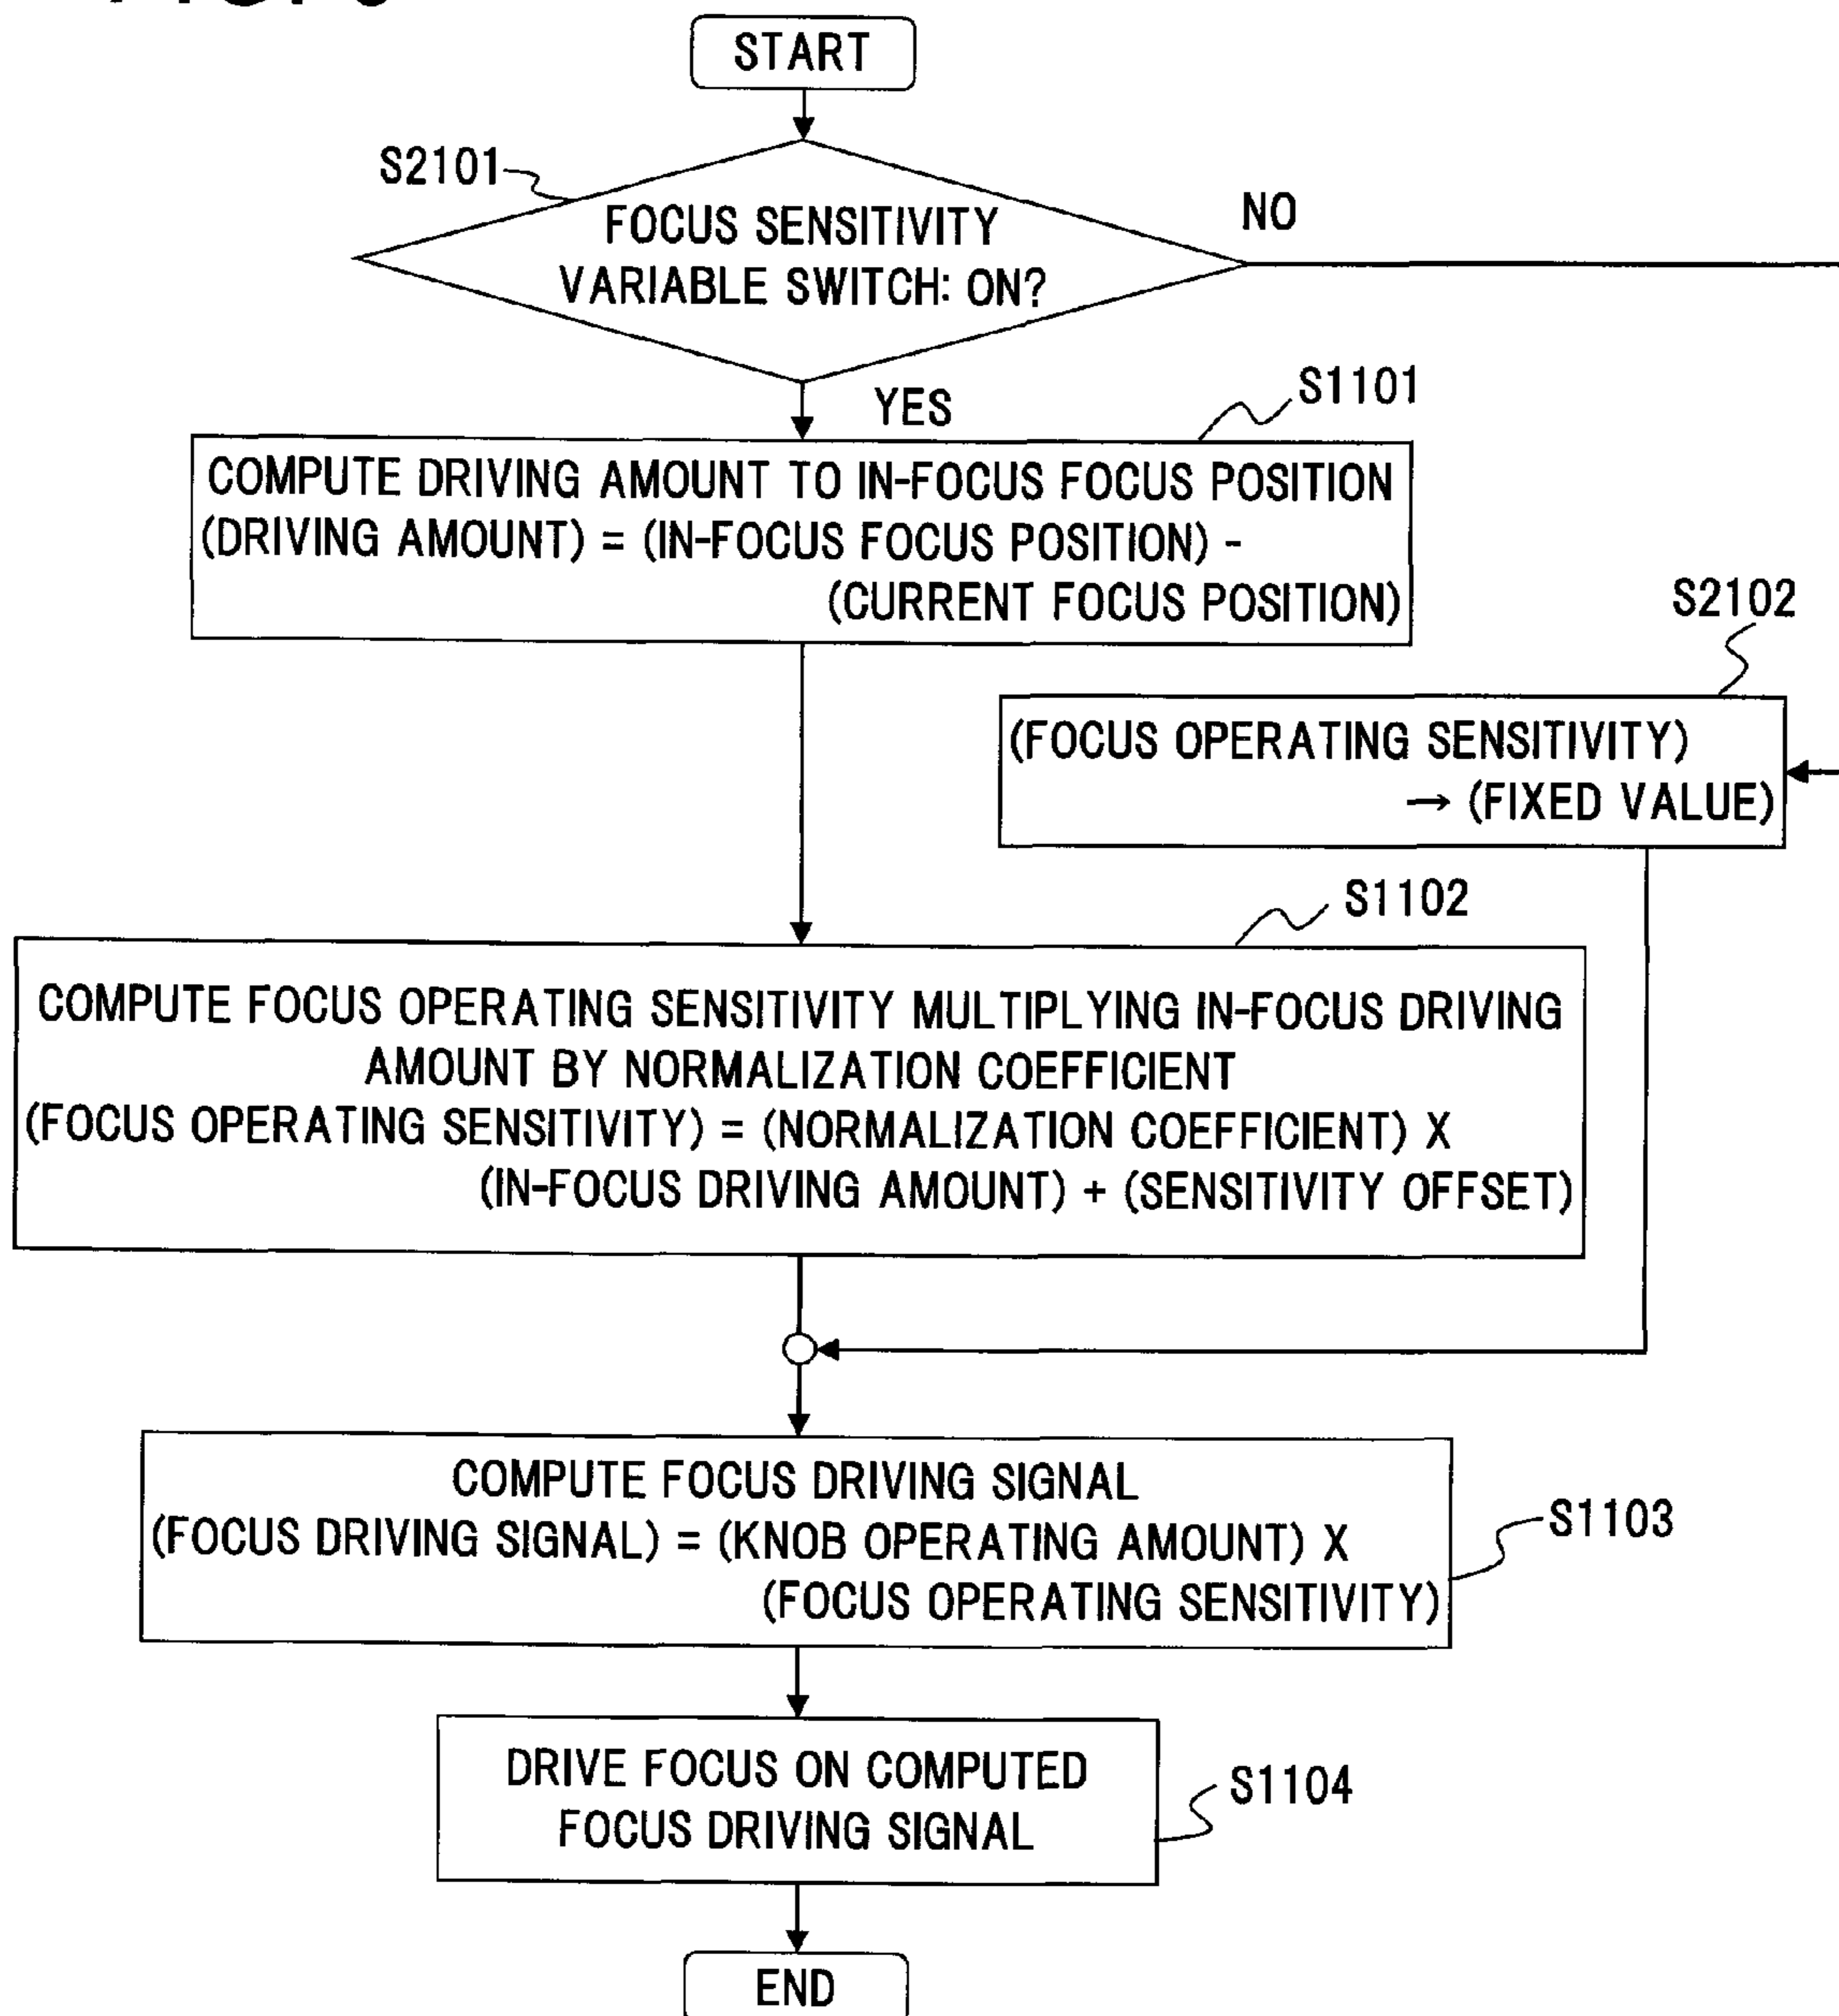 START
S2101
FOCUS SENSITIVITY
VARIABLE SWITCH: ON?
NO
YES
S1101
COMPUTE DRIVING AMOUNT TO IN-FOCUS FOCUS POSITION
(DRIVING AMOUNT) = (IN-FOCUS FOCUS POSITION) -
(CURRENT FOCUS POSITION)
S2102
(FOCUS OPERATING SENSITIVITY)
→ (FIXED VALUE)
S1102
COMPUTE FOCUS OPERATING SENSITIVITY MULTIPLYING IN-FOCUS DRIVING
AMOUNT BY NORMALIZATION COEFFICIENT
(FOCUS OPERATING SENSITIVITY) = (NORMALIZATION COEFFICIENT) X
(IN-FOCUS DRIVING AMOUNT) + (SENSITIVITY OFFSET)
COMPUTE FOCUS DRIVING SIGNAL
(FOCUS DRIVING SIGNAL) = (KNOB OPERATING AMOUNT) X
(FOCUS OPERATING SENSITIVITY)
S1103
DRIVE FOCUS ON COMPUTED
FOCUS DRIVING SIGNAL
S1104
END